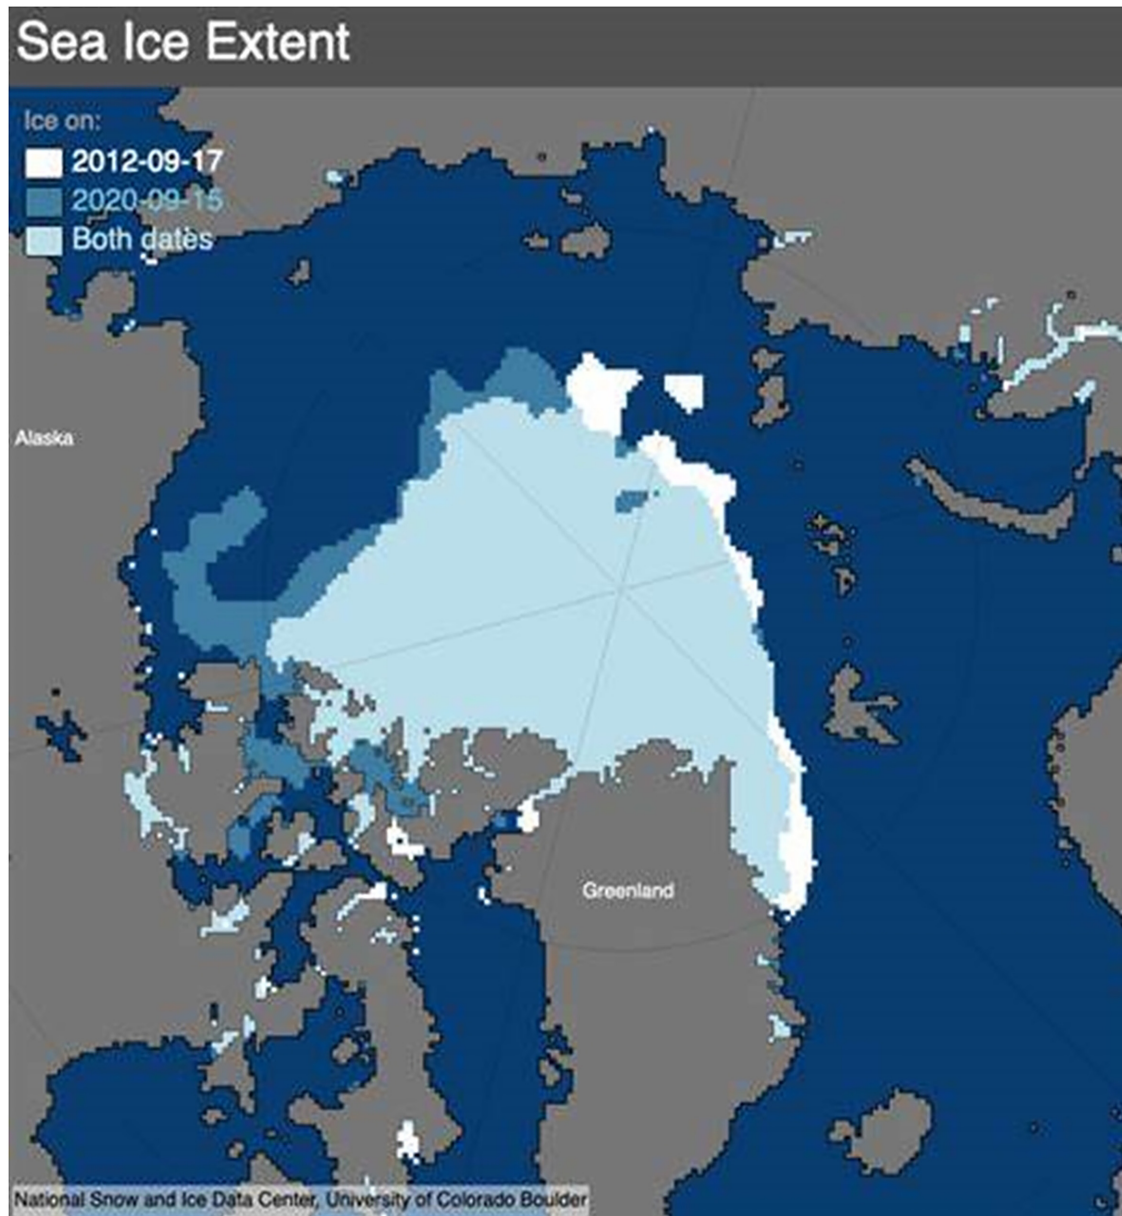 Sea Ice Extent
Ice on:
2012-09-17
2020-09-15
Both dates
Alaska
Greenland
National Snow and Ice Data Center, University of Colorado Boulder